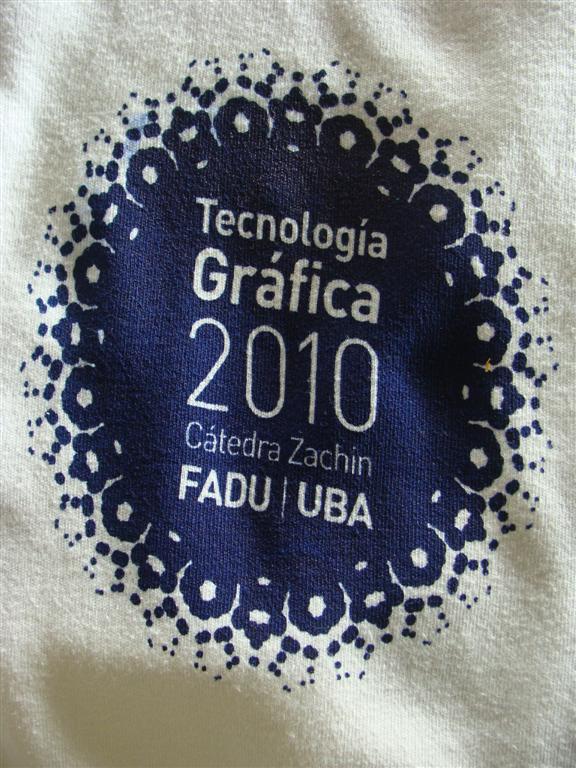 Tecnología
Gráfica
2010
Cátedra Zachin
FADU | UBA